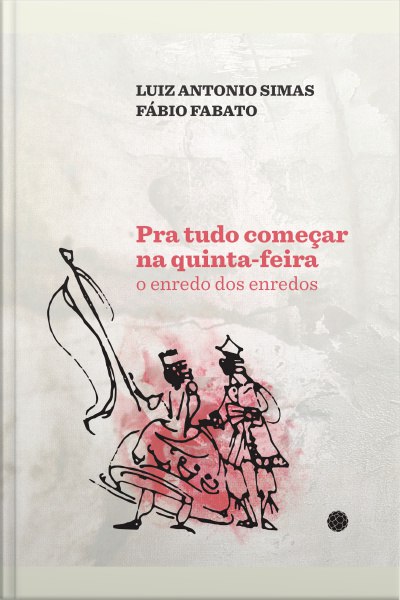 LUIZ ANTONIO SIMAS
FÁBIO FABATO
Pra tudo começar
na quinta-feira
o enredo dos enredos